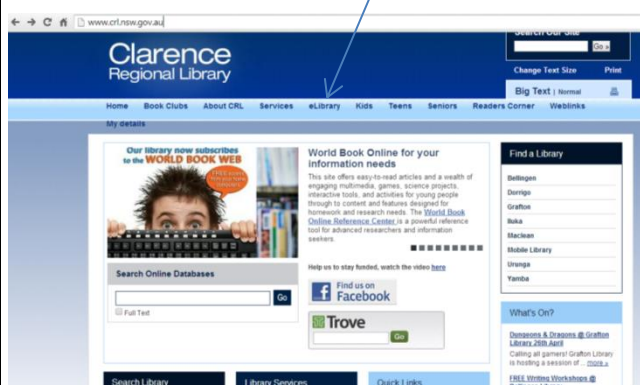 www.crl.nsw.gov.au
Search Our Site
Go »
Clarence
Regional Library
Change Text Size
Print
Big Text | Normal
Home
Book Clubs
About CRL
Services
eLibrary
Kids
Teens
Seniors
Readers Corner
Weblinks
My details
Our library now subscribes
to the WORLD BOOK WEB
World Book Online for your
information needs
This site offers easy-to-read articles and a wealth of
engaging multimedia, games, science projects,
interactive tools, and activities for young people
through to content and features designed for
homework and research needs. The World Book
Online Reference Center is a powerful reference
tool for advanced researchers and information
seekers.
Search Online Databases
Go
Full Text
Help us to stay funded, watch the video here
Find us on
Facebook
Trove
Go
Find a Library
Bellingen
Dorrigo
Grafton
Iluka
Maclean
Mobile Library
Urunga
Yamba
What's On?
Dungeons & Dragons @ Grafton
Library 26th April
Calling all gamers! Grafton Library
is hosting a session of ... more »
FREE Writing Workshops @
Search Library
Library Services
Quick Links